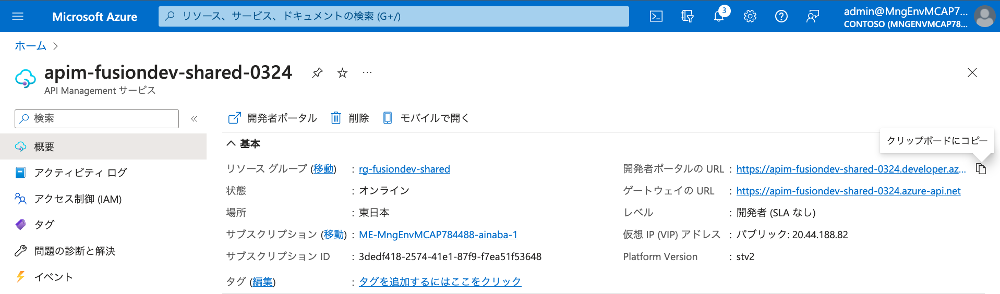 Microsoft Azure
リソース、サービス、ドキュメントの検索 (G+/)
3
admin@MngEnvMCAP7...
CONTOSO (MNGENVMCAP78...
ホーム
apim-fusiondev-shared-0324
...
API Management サービス
検索
«
開発者ポータル
削除
モバイルで開く
クリップボードにコピー
概要
アクティビティ ログ
アクセス制御 (IAM)
タグ
問題の診断と解決
イベント
基本
リソース グループ (移動) : rg-fusiondev-shared
状態 : オンライン
場所 : 東日本
サブスクリプション (移動) : ME-MngEnvMCAP784488-ainaba-1
サブスクリプション ID : 3dedf418-2574-41e1-87f9-f7ea51f53648
タグ (編集) : タグを追加するにはここをクリック
開発者ポータルの URL : https://apim-fusiondev-shared-0324.developer.az...
ゲートウェイの URL : https://apim-fusiondev-shared-0324.azure-api.net
レベル : 開発者 (SLA なし)
仮想 IP (VIP) アドレス : パブリック: 20.44.188.82
Platform Version : stv2